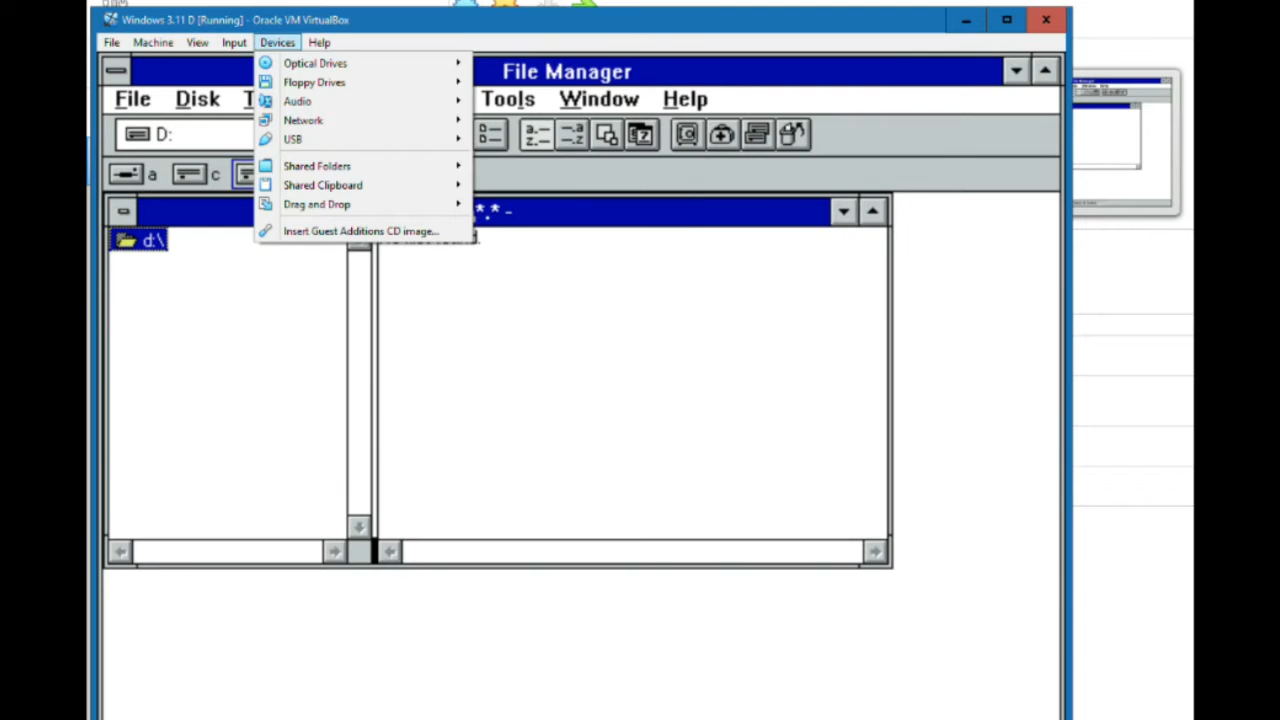 Windows 3.11 D [Running] - Oracle VM VirtualBox
File Machine View Input Devices Help
Optical Drives
Floppy Drives
Audio
Network
USB
Shared Folders
Shared Clipboard
Drag and Drop
Insert Guest Additions CD image...
File Manager
File Disk T Tools Window Help
D:
a c
*.* -
d:\